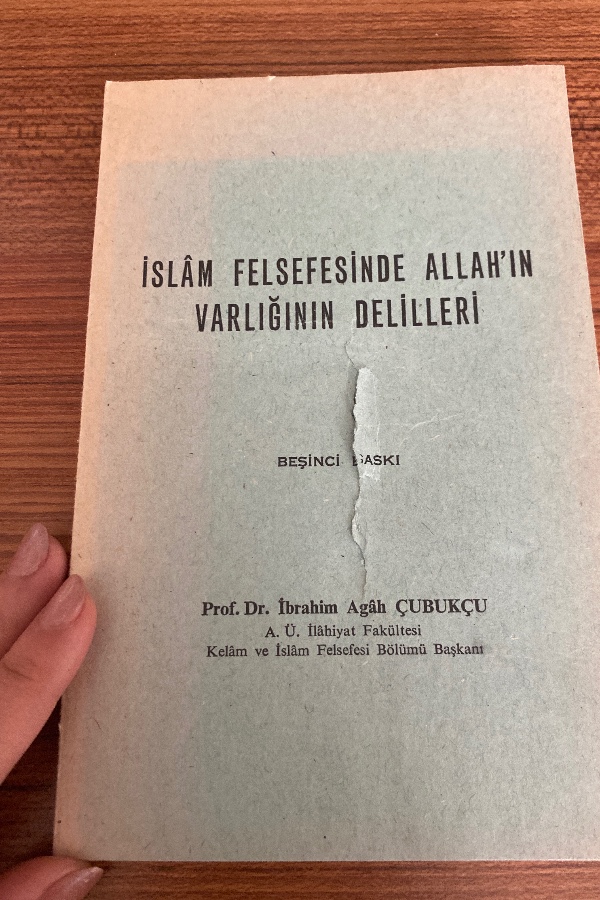 İSLÂM FELSEFESİNDE ALLAH'IN
VARLIĞININ DELİLLERİ
BEŞİNCİ BASKI
Prof. Dr. İbrahim Agâh ÇUBUKÇU
A. Ü. İlâhiyat Fakültesi
Kelâm ve İslâm Felsefesi Bölümü Başkanı